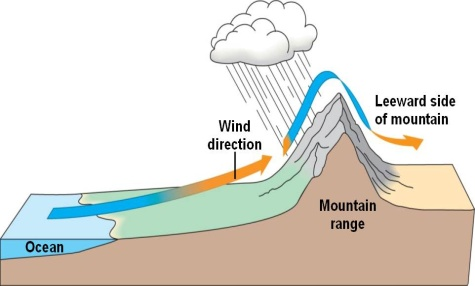 Leeward side
of mountain
Wind
direction
Mountain
range
Ocean